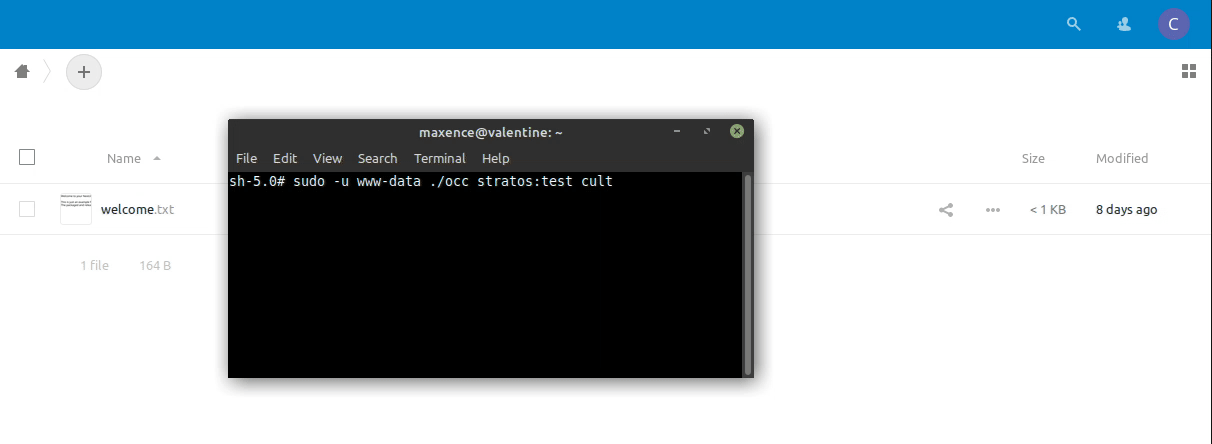 C
maxence@valentine: ~
File Edit View Search Terminal Help
sh-5.0# sudo -u www-data ./occ stratos:test cult
Name Size Modified
welcome.txt < 1 KB 8 days ago
1 file 164 B